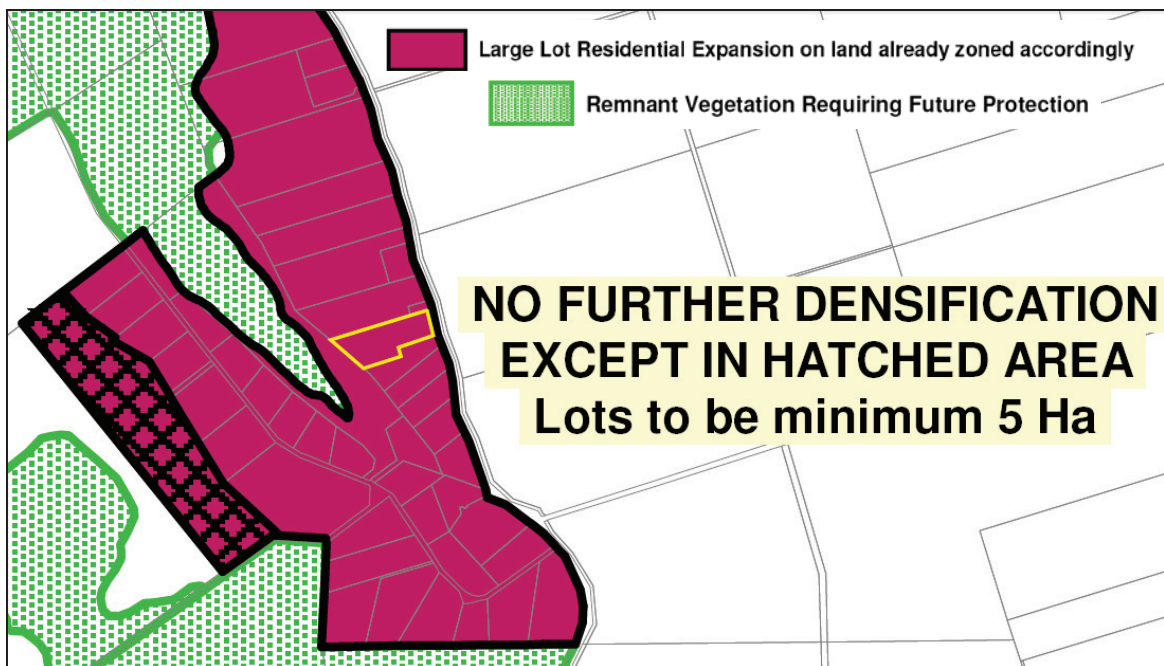 Large Lot Residential Expansion on land already zoned accordingly
Remnant Vegetation Requiring Future Protection
NO FURTHER DENSIFICATION
EXCEPT IN HATCHED AREA
Lots to be minimum 5 Ha